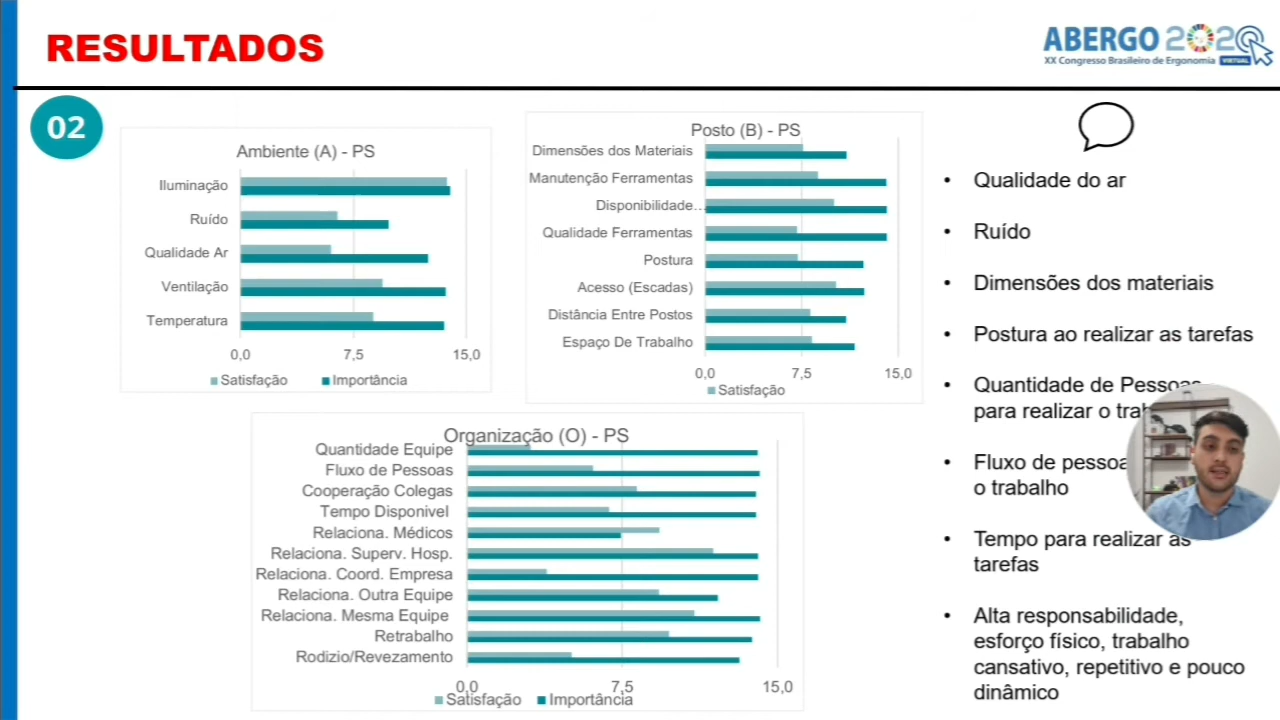 RESULTADOS
ABERGO 2020
XX Congresso Brasileiro de Ergonomia VIRTUAL
02
Ambiente (A) - PS
Iluminação
Ruído
Qualidade Ar
Ventilação
Temperatura
0,0 7,5 15,0
Satisfação Importância
Posto (B) - PS
Dimensões dos Materiais
Manutenção Ferramentas
Disponibilidade...
Qualidade Ferramentas
Postura
Acesso (Escadas)
Distância Entre Postos
Espaço De Trabalho
0,0 7,5 15,0
Satisfação
Organização (O) - PS
Quantidade Equipe
Fluxo de Pessoas
Cooperação Colegas
Tempo Disponivel
Relaciona. Médicos
Relaciona. Superv. Hosp.
Relaciona. Coord. Empresa
Relaciona. Outra Equipe
Relaciona. Mesma Equipe
Retrabalho
Rodizio/Revezamento
0,0 7,5 15,0
Satisfação Importância
• Qualidade do ar
• Ruído
• Dimensões dos materiais
• Postura ao realizar as tarefas
• Quantidade de Pessoas
para realizar o
• Fluxo de
o trabalho
• Tempo para realizar as
tarefas
• Alta responsabilidade,
esforço físico, trabalho
cansativo, repetitivo e pouco
dinâmico